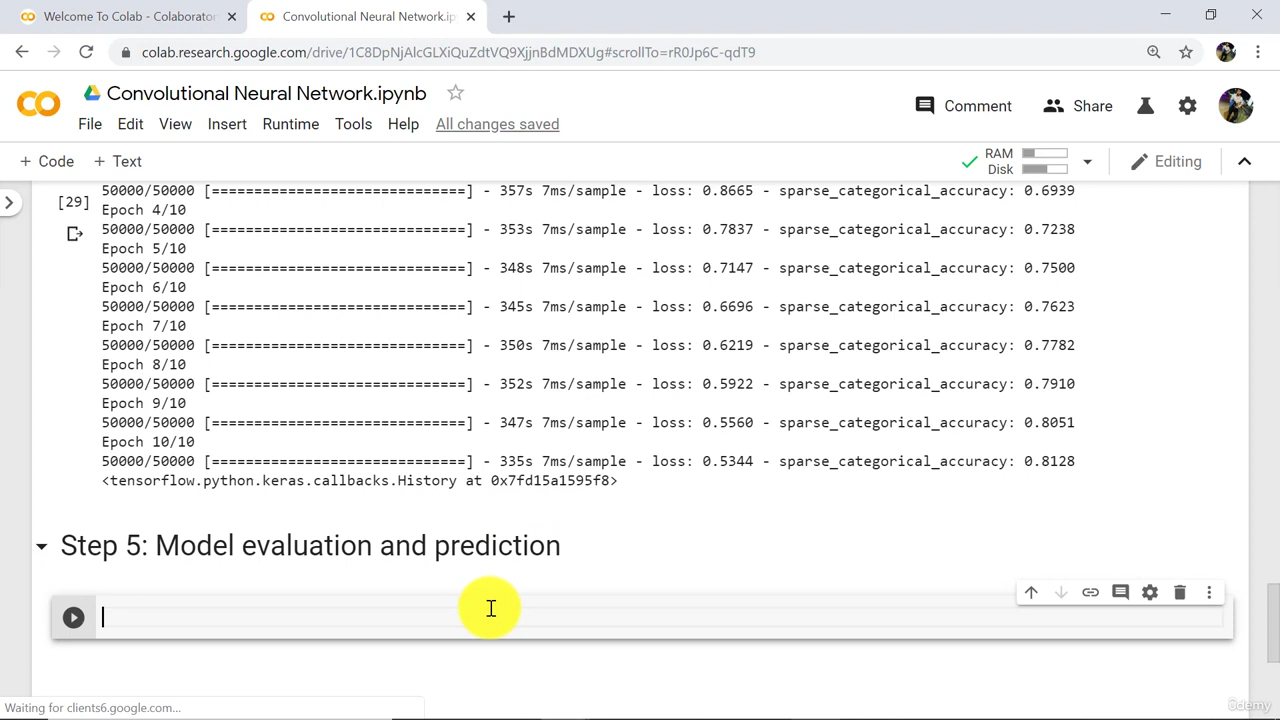 Welcome To Colab - Colaborator
Convolutional Neural Network.ip
colab.research.google.com/drive/1C8DpNjAlcGLXiQuZdtVQ9XjjnBdMDXUg#scrollTo=rR0Jp6C-qdT9
Convolutional Neural Network.ipynb
Comment
Share
File Edit View Insert Runtime Tools Help All changes saved
+ Code + Text
RAM
Disk
Editing
50000/50000 [==============================] - 357s 7ms/sample - loss: 0.8665 - sparse_categorical_accuracy: 0.6939
[29]
Epoch 4/10
50000/50000 [==============================] - 353s 7ms/sample - loss: 0.7837 - sparse_categorical_accuracy: 0.7238
Epoch 5/10
50000/50000 [==============================] - 348s 7ms/sample - loss: 0.7147 - sparse_categorical_accuracy: 0.7500
Epoch 6/10
50000/50000 [==============================] - 345s 7ms/sample - loss: 0.6696 - sparse_categorical_accuracy: 0.7623
Epoch 7/10
50000/50000 [==============================] - 350s 7ms/sample - loss: 0.6219 - sparse_categorical_accuracy: 0.7782
Epoch 8/10
50000/50000 [==============================] - 352s 7ms/sample - loss: 0.5922 - sparse_categorical_accuracy: 0.7910
Epoch 9/10
50000/50000 [==============================] - 347s 7ms/sample - loss: 0.5560 - sparse_categorical_accuracy: 0.8051
Epoch 10/10
50000/50000 [==============================] - 335s 7ms/sample - loss: 0.5344 - sparse_categorical_accuracy: 0.8128
<tensorflow.python.keras.callbacks.History at 0x7fd15a1595f8>
Step 5: Model evaluation and prediction
Waiting for clients6.google.com...
ûdemy